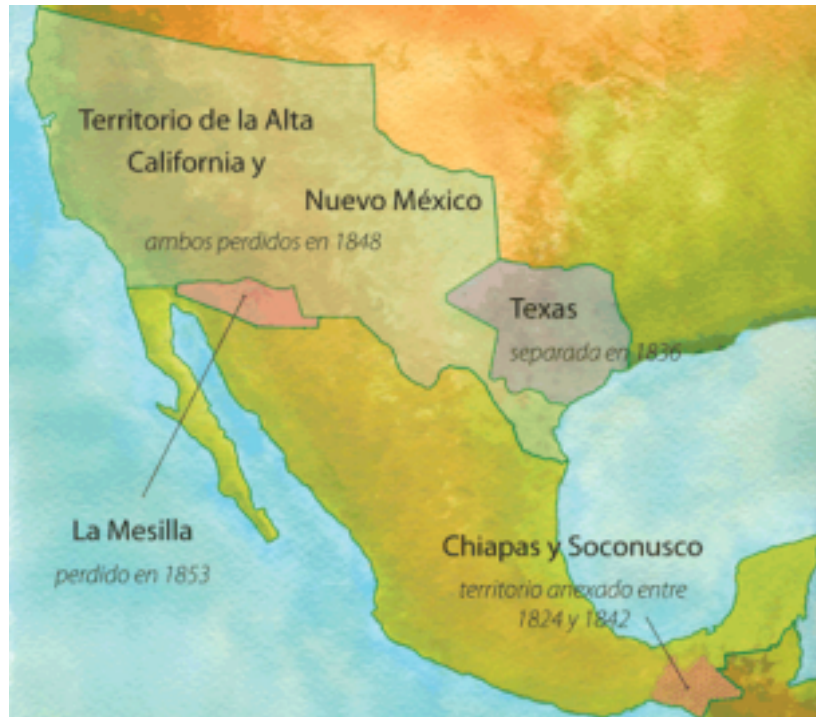 Territorio de la Alta
California y
Nuevo México
ambos perdidos en 1848
Texas
separada en 1836
La Mesilla
perdido en 1853
Chiapas y Soconusco
territorio anexado entre
1824 y 1842